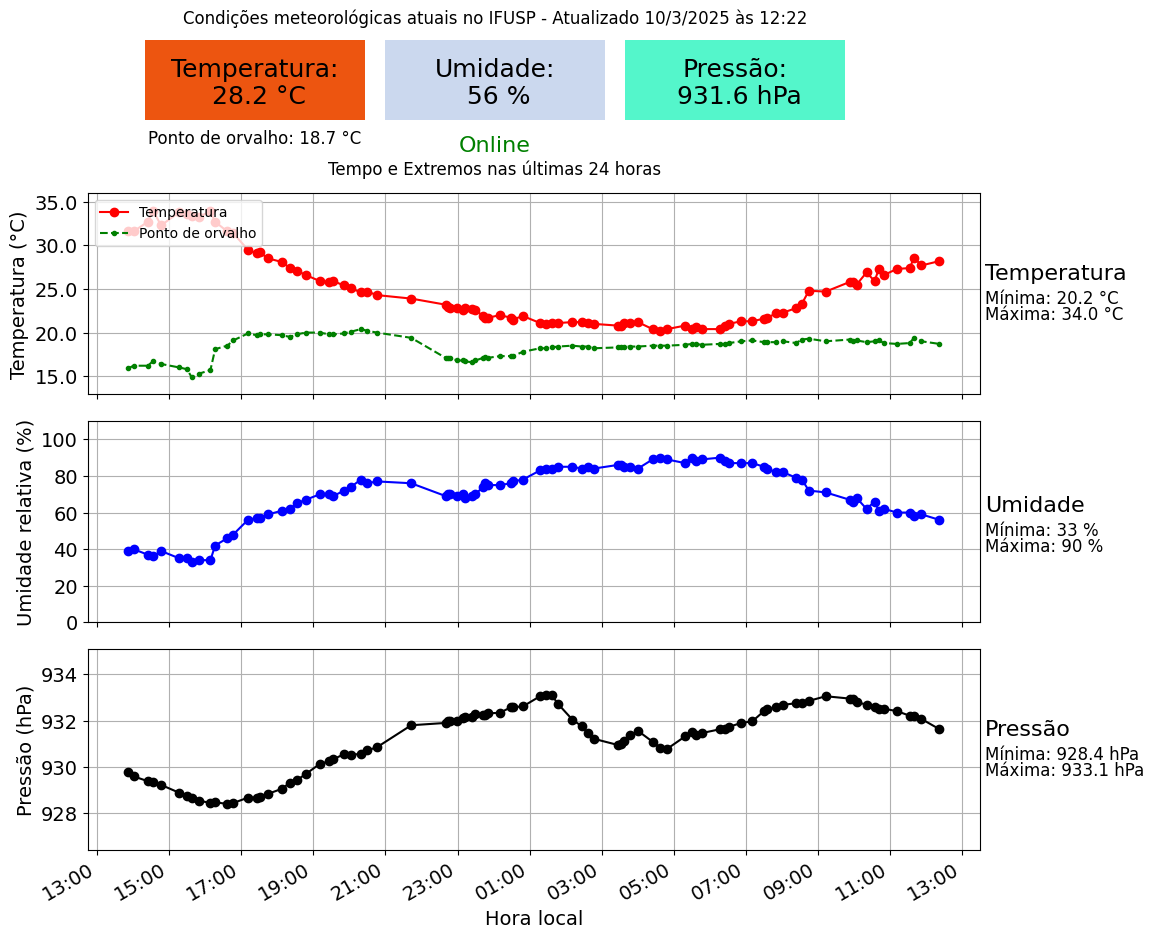 Condições meteorológicas atuais no IFUSP - Atualizado 10/3/2025 às 12:22
Temperatura:
28.2 °C
Umidade:
56 %
Pressão:
931.6 hPa
Ponto de orvalho: 18.7 °C
Online
Tempo e Extremos nas últimas 24 horas
Temperatura (°C)
35.0
30.0
25.0
20.0
15.0
Temperatura
Ponto de orvalho
Temperatura
Mínima: 20.2 °C
Máxima: 34.0 °C
Umidade relativa (%)
100
80
60
40
20
0
Umidade
Mínima: 33 %
Máxima: 90 %
Pressão (hPa)
934
932
930
928
Pressão
Mínima: 928.4 hPa
Máxima: 933.1 hPa
13:00
15:00
17:00
19:00
21:00
23:00
01:00
03:00
05:00
07:00
09:00
11:00
13:00
Hora local